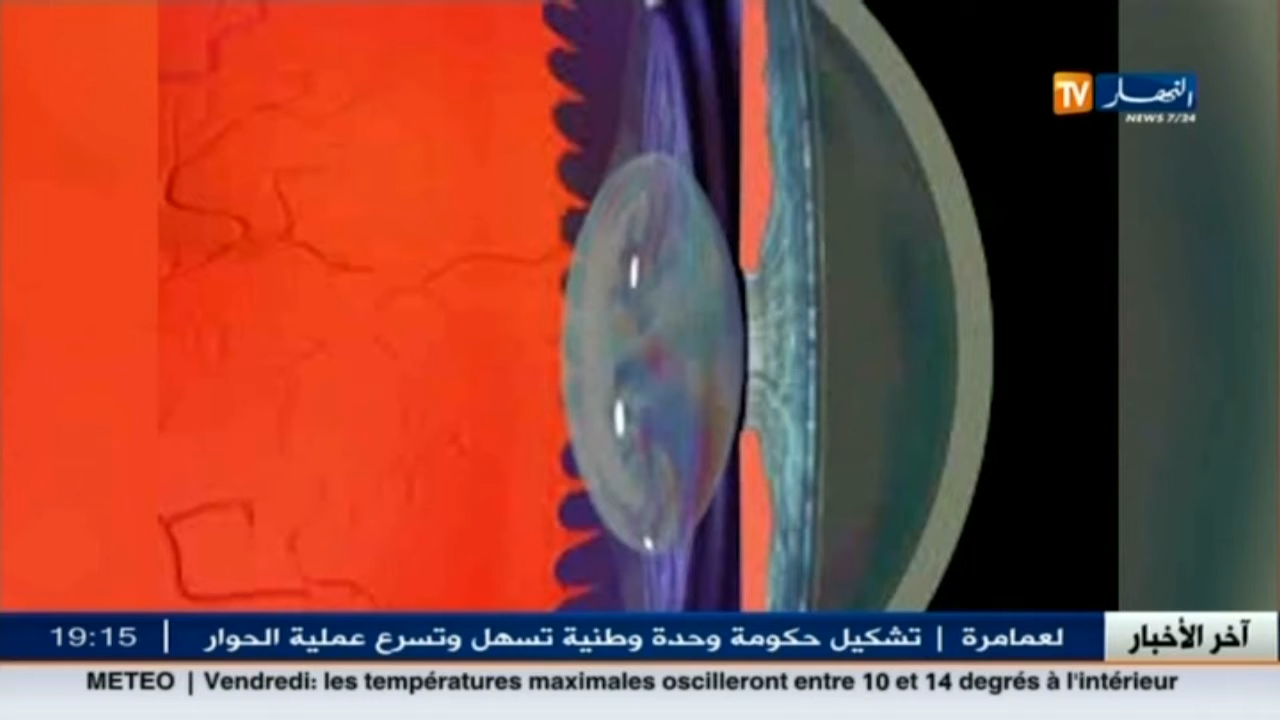 TV النهار
NEWS 7/24
آخر الأخبار
لعمامرة | تشكيل حكومة وحدة وطنية تسهل وتسرع عملية الحوار | 19:15
METEO | Vendredi: les températures maximales oscilleront entre 10 et 14 degrés à l'intérieur